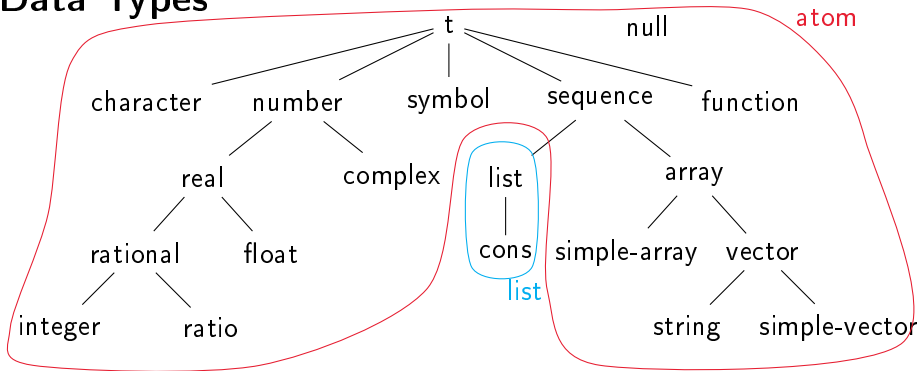 Data Types
t
null
atom
character
number
symbol
sequence
function
real
complex
list
array
rational
float
cons
simple-array
vector
list
integer
ratio
string
simple-vector